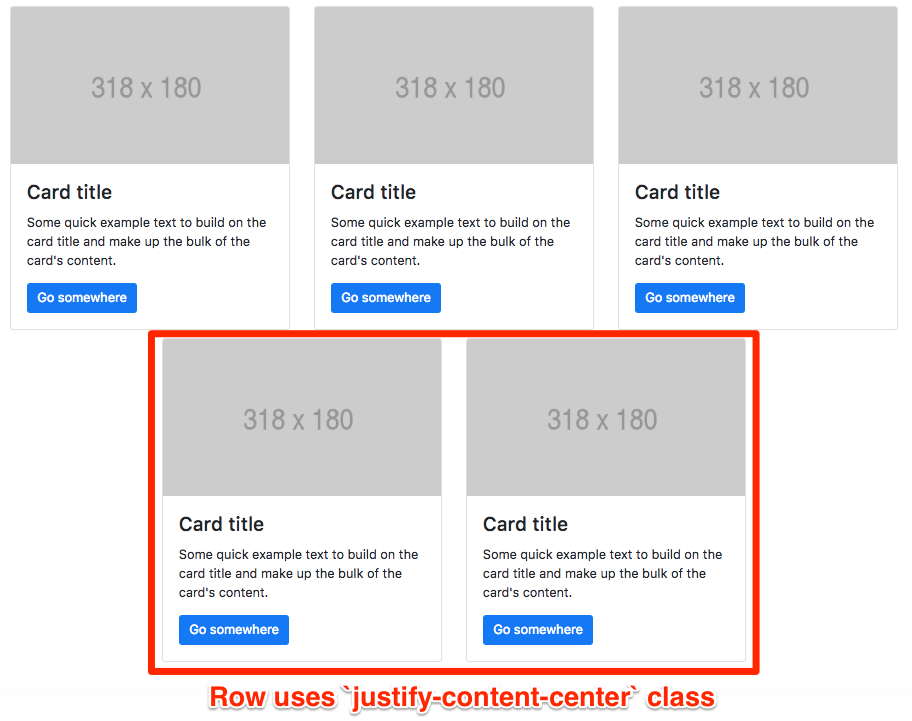 318 x 180
318 x 180
318 x 180
Card title
Some quick example text to build on the
card title and make up the bulk of the
card's content.
Go somewhere
Card title
Some quick example text to build on the
card title and make up the bulk of the
card's content.
Go somewhere
Card title
Some quick example text to build on the
card title and make up the bulk of the
card's content.
Go somewhere
318 x 180
318 x 180
Card title
Some quick example text to build on the
card title and make up the bulk of the
card's content.
Go somewhere
Card title
Some quick example text to build on the
card title and make up the bulk of the
card's content.
Go somewhere
Row uses `justify-content-center` class